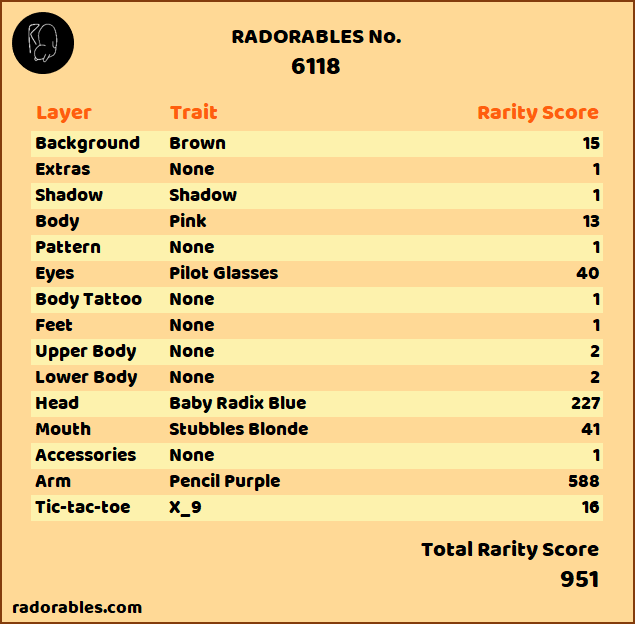 RADORABLES No.
6118
Layer Trait Rarity Score
Background Brown 15
Extras None 1
Shadow Shadow 1
Body Pink 13
Pattern None 1
Eyes Pilot Glasses 40
Body Tattoo None 1
Feet None 1
Upper Body None 2
Lower Body None 2
Head Baby Radix Blue 227
Mouth Stubbles Blonde 41
Accessories None 1
Arm Pencil Purple 588
Tic-tac-toe X_9 16
Total Rarity Score
951
radorables.com